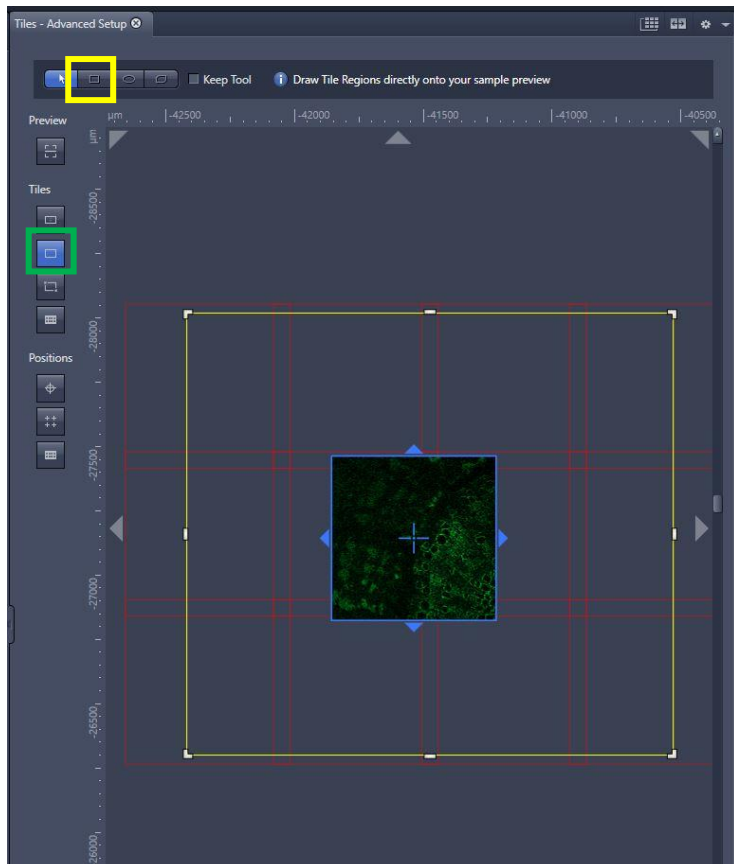 Tiles - Advanced Setup
Keep Tool
Draw Tile Regions directly onto your sample preview
Preview
µm
-42500
-42000
-41500
-41000
-40500
µm
Tiles
-28500
-28000
Positions
-27500
-27000
-26500
-26000